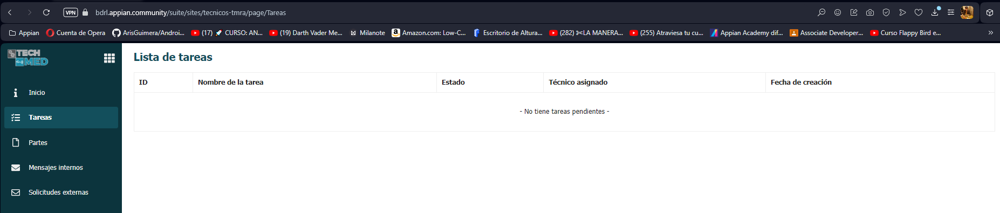 VPN bdrl.appian.community/suite/sites/tecnicos-tmra/page/Tareas
Appian Cuenta de Opera ArisGuimera/Androi... (17) 🚀 CURSO: AN... (19) Darth Vader Me... Milanote Amazon.com: Low-C... Escritorio de Altura... (282) ✂LA MANERA... (255) Atraviesa tu cu... Appian Academy dif... Associate Developer... Curso Flappy Bird e... »
TECH
MED
Lista de tareas
ID Nombre de la tarea Estado Técnico asignado Fecha de creación
- No tiene tareas pendientes -
Inicio
Tareas
Partes
Mensajes internos
Solicitudes externas